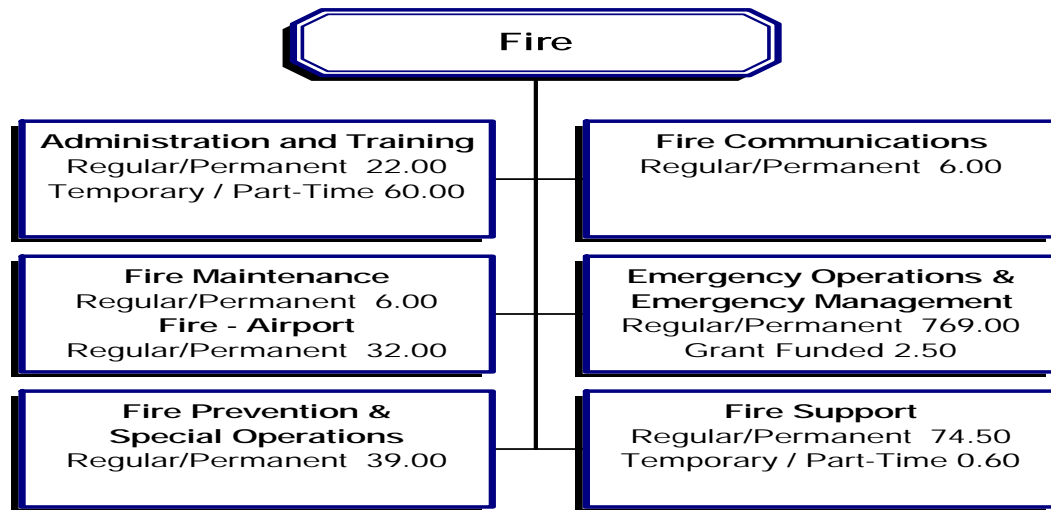 Fire
Administration and Training
Regular/Permanent 22.00
Temporary / Part-Time 60.00
Fire Communications
Regular/Permanent 6.00
Fire Maintenance
Regular/Permanent 6.00
Fire - Airport
Regular/Permanent 32.00
Emergency Operations &
Emergency Management
Regular/Permanent 769.00
Grant Funded 2.50
Fire Prevention &
Special Operations
Regular/Permanent 39.00
Fire Support
Regular/Permanent 74.50
Temporary / Part-Time 0.60